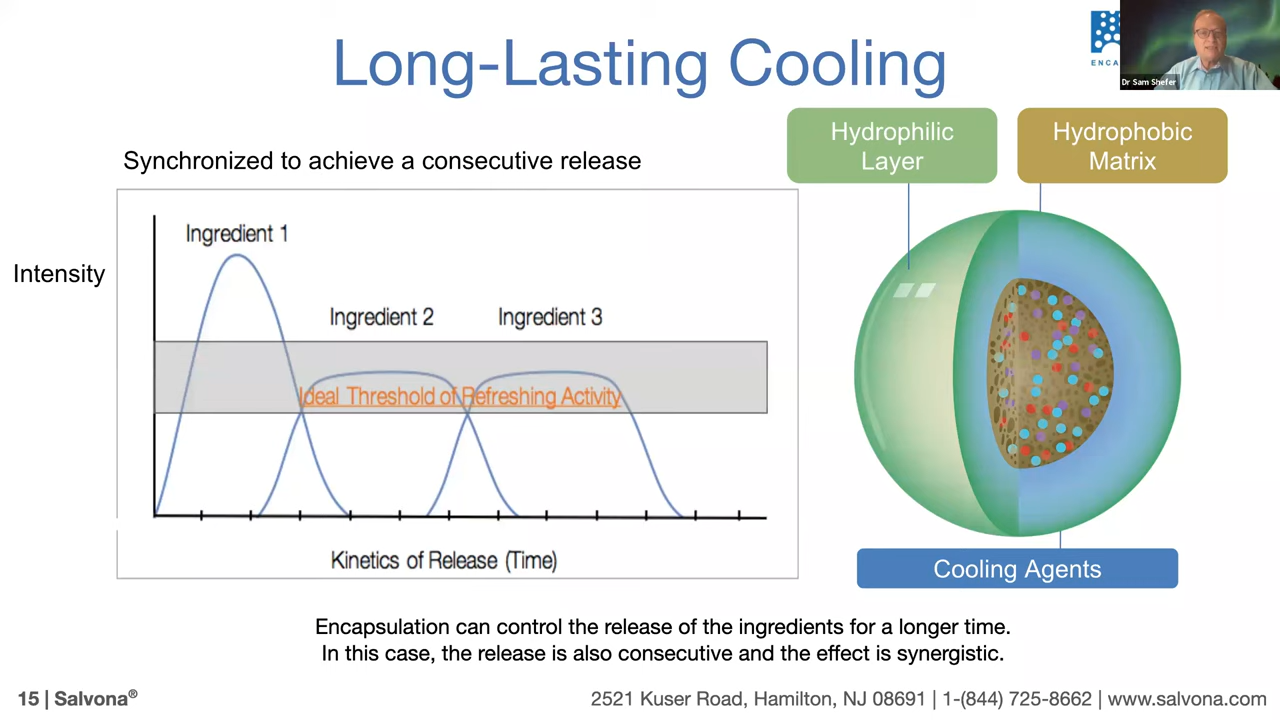 Long-Lasting Cooling
ENCA
Dr Sam Shefer
Synchronized to achieve a consecutive release
Hydrophilic
Layer
Hydrophobic
Matrix
Intensity
Ingredient 1
Ingredient 2
Ingredient 3
Ideal Threshold of Refreshing Activity
Kinetics of Release (Time)
Cooling Agents
Encapsulation can control the release of the ingredients for a longer time.
In this case, the release is also consecutive and the effect is synergistic.
15 | Salvona®
2521 Kuser Road, Hamilton, NJ 08691 | 1-(844) 725-8662 | www.salvona.com